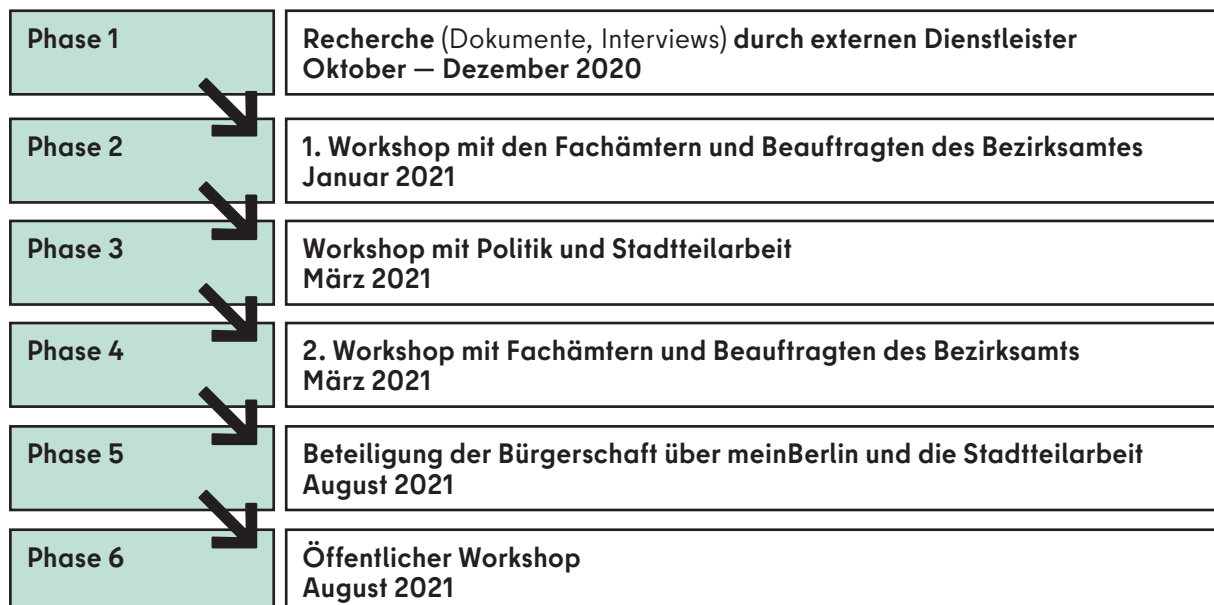 Phase 1
Recherche (Dokumente, Interviews) durch externen Dienstleister
Oktober — Dezember 2020
Phase 2
1. Workshop mit den Fachämtern und Beauftragten des Bezirksamtes
Januar 2021
Phase 3
Workshop mit Politik und Stadtteilarbeit
März 2021
Phase 4
2. Workshop mit Fachämtern und Beauftragten des Bezirksamts
März 2021
Phase 5
Beteiligung der Bürgerschaft über meinBerlin und die Stadtteilarbeit
August 2021
Phase 6
Öffentlicher Workshop
August 2021